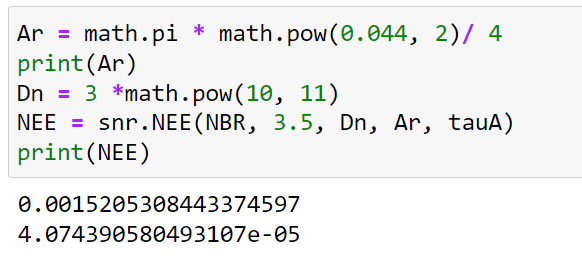 Ar = math.pi * math.pow(0.044, 2)/ 4
print(Ar)
Dn = 3 *math.pow(10, 11)
NEE = snr.NEE(NBR, 3.5, Dn, Ar, tauA)
print(NEE)
0.0015205308443374597
4.074390580493107e-05